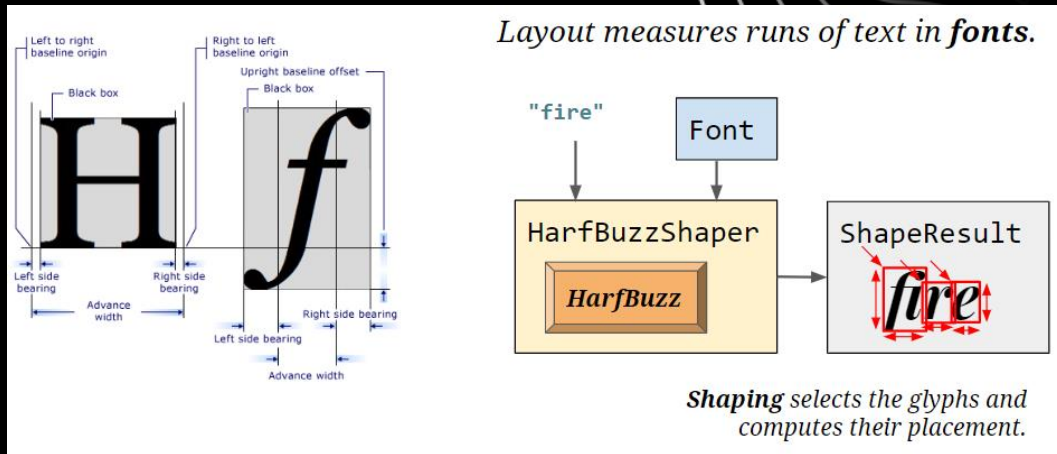 Layout measures runs of text in fonts.
Left to right
baseline origin
Right to left
baseline origin
Upright baseline offset
Black box
Black box
H
f
Left side
bearing
Right side
bearing
Advance
width
Right side bearing
Left side bearing
Advance width
"fire"
Font
HarfBuzzShaper
HarfBuzz
ShapeResult
fire
Shaping selects the glyphs and
computes their placement.